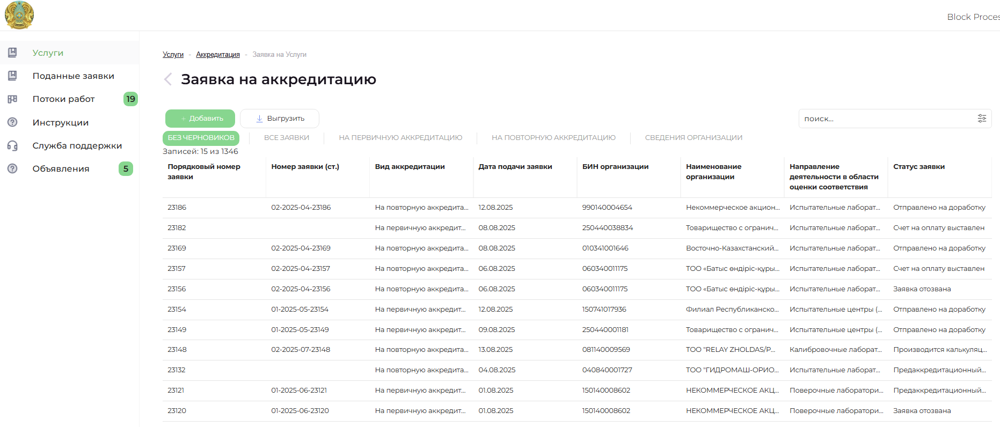 Block Proces
Услуги
Поданные заявки
Потоки работ 19
Инструкции
Служба поддержки
Объявления 5
Услуги - Аккредитация - Заявка на Услуги
Заявка на аккредитацию
+ Добавить
Выгрузить
поиск...
БЕЗ ЧЕРНОВИКОВ
ВСЕ ЗАЯВКИ
НА ПЕРВИЧНУЮ АККРЕДИТАЦИЮ
НА ПОВТОРНУЮ АККРЕДИТАЦИЮ
СВЕДЕНИЯ ОРГАНИЗАЦИИ
Записей: 15 из 1346
Порядковый номер
заявки
Номер заявки (ст.)
Вид аккредитации
Дата подачи заявки
БИН организации
Наименование
организации
Направление
деятельности в области
оценки соответствия
Статус заявки
23186 02-2025-04-23186 На повторную аккредита... 12.08.2025 990140004654 Некоммерческое акцион... Испытательные лаборат... Отправлено на доработку
23182 На первичную аккредит... 08.08.2025 250440038834 Товарищество с огранич... Испытательные лаборат... Счет на оплату выставлен
23169 02-2025-04-23169 На повторную аккредита... 08.08.2025 010341001646 Восточно-Казахстанский... Испытательные лаборат... Отправлено на доработку
23157 02-2025-04-23157 На повторную аккредита... 06.08.2025 060340011175 ТОО «Батыс өндіріс-құры... Испытательные лаборат... Счет на оплату выставлен
23156 02-2025-04-23156 На повторную аккредита... 06.08.2025 060340011175 ТОО «Батыс өндіріс-құры... Испытательные лаборат... Заявка отозвана
23154 01-2025-05-23154 На первичную аккредит... 12.08.2025 150741017936 Филиал Республиканско... Испытательные центры (... Отправлено на доработку
23149 01-2025-05-23149 На первичную аккредит... 09.08.2025 250440001181 Товарищество с огранич... Испытательные центры (... Отправлено на доработку
23148 02-2025-07-23148 На повторную аккредита... 13.08.2025 081140009569 ТОО "RELAY ZHOLDAS/Р... Калибровочные лаборат... Производится калькуляц...
23132 На повторную аккредита... 04.08.2025 040840001727 ТОО "ГИДРОМАШ-ОРИО... Испытательные лаборат... Предаккредитационный...
23121 01-2025-06-23121 На первичную аккредит... 01.08.2025 150140008602 НЕКОММЕРЧЕСКОЕ АКЦ... Поверочные лаборатори... Предаккредитационный...
23120 01-2025-06-23120 На первичную аккредит... 01.08.2025 150140008602 НЕКОММЕРЧЕСКОЕ АКЦ... Поверочные лаборатори... Заявка отозвана